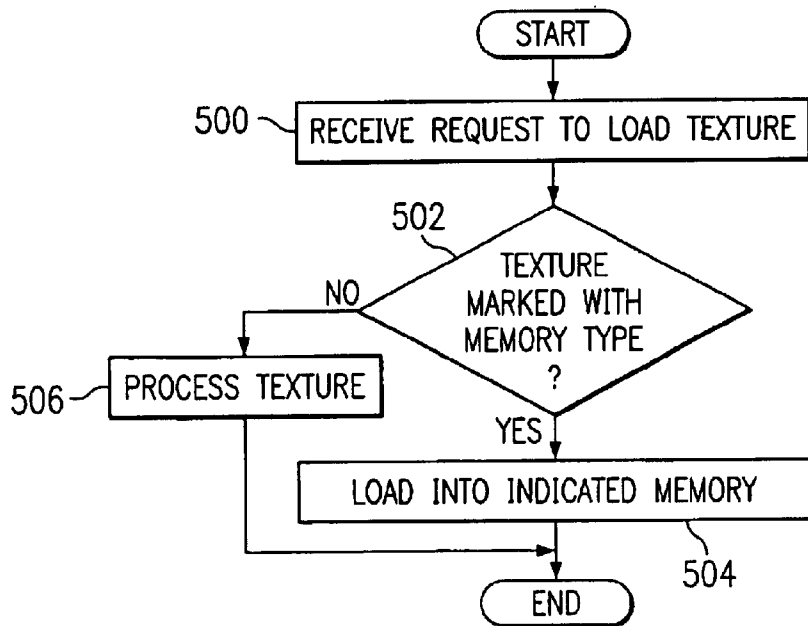 START
500
RECEIVE REQUEST TO LOAD TEXTURE
502
TEXTURE
MARKED WITH
MEMORY TYPE
?
NO
506
PROCESS TEXTURE
YES
LOAD INTO INDICATED MEMORY
504
END